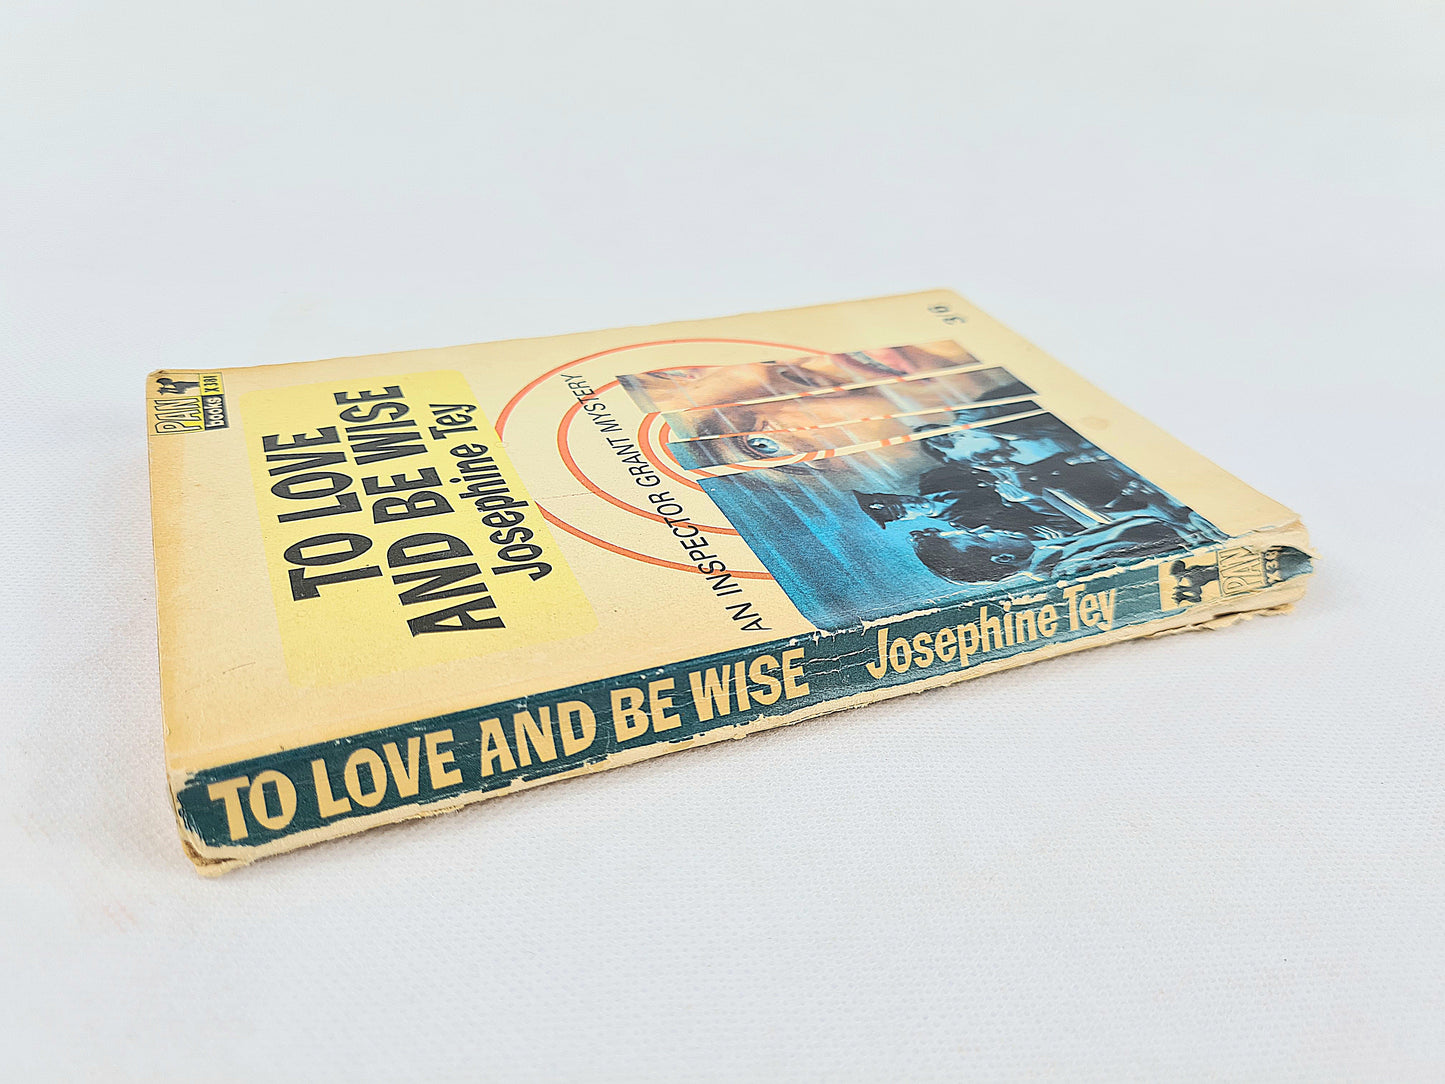 PAN
books
X 381
TO LOVE
AND BE WISE
Josephine Tey
AN INSPECTOR GRANT MYSTERY
3/6
TO LOVE AND BE WISE Josephine Tey
PAN